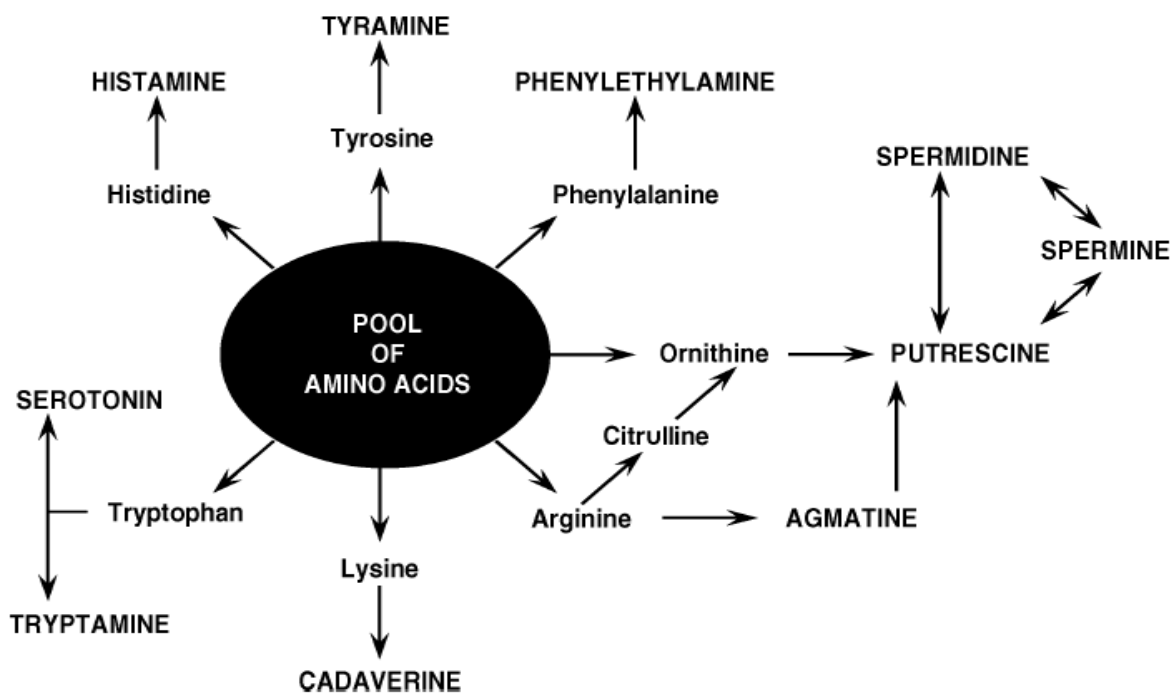 TYRAMINE
HISTAMINE
PHENYLETHYLAMINE
Tyrosine
SPERMIDINE
Histidine
Phenylalanine
SPERMINE
POOL
OF
AMINO ACIDS
Ornithine
PUTRESCINE
SEROTONIN
Citrulline
Tryptophan
Arginine
AGMATINE
Lysine
TRYPTAMINE
CADAVERINE